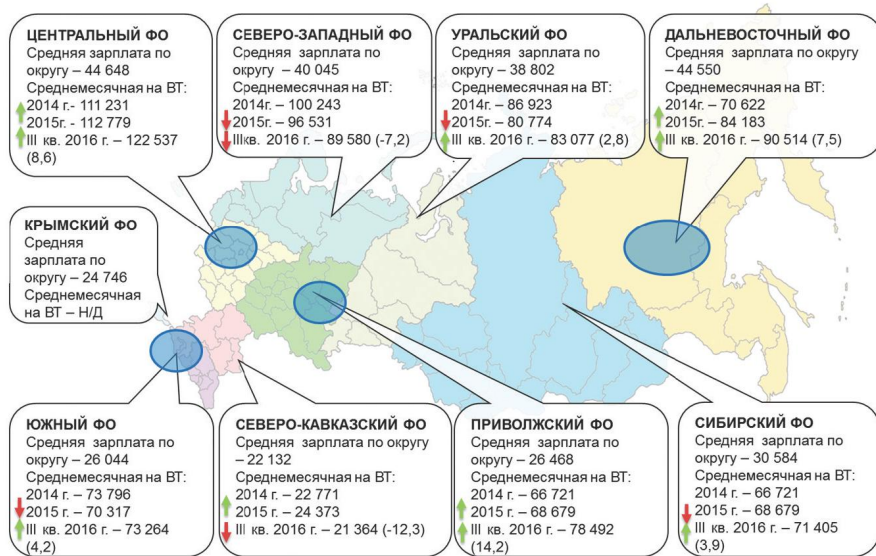 ЦЕНТРАЛЬНЫЙ ФО
Средняя зарплата по
округу – 44 648
Среднемесячная на ВТ:
2014 г.- 111 231
2015г. - 112 779
III кв. 2016 г. – 122 537
(8,6)
СЕВЕРО-ЗАПАДНЫЙ ФО
Средняя зарплата по
округу – 40 045
Среднемесячная на ВТ:
2014г. – 100 243
2015г. – 96 531
IIIкв. 2016 г. – 89 580 (-7,2)
УРАЛЬСКИЙ ФО
Средняя зарплата по
округу – 38 802
Среднемесячная на ВТ:
2014г. – 86 923
2015г. – 80 774
III кв. 2016 г. – 83 077 (2,8)
ДАЛЬНЕВОСТОЧНЫЙ ФО
Средняя зарплата по округу
– 44 550
Среднемесячная на ВТ:
2014г. – 70 622
2015г. – 84 183
III кв. 2016 г. – 90 514 (7,5)
КРЫМСКИЙ ФО
Средняя
зарплата по
округу – 24 746
Среднемесячная
на ВТ – Н/Д
ЮЖНЫЙ ФО
Средняя зарплата по
округу – 26 044
Среднемесячная на ВТ:
2014 г. – 73 796
2015 г. – 70 317
III кв. 2016 г. – 73 264
(4,2)
СЕВЕРО-КАВКАЗСКИЙ ФО
Средняя зарплата по округу
– 22 132
Среднемесячная на ВТ:
2014 г. – 22 771
2015 г. – 24 373
III кв. 2016 г. – 21 364 (-12,3)
ПРИВОЛЖСКИЙ ФО
Средняя зарплата по
округу – 26 468
Среднемесячная на ВТ:
2014 г. – 66 721
2015 г. – 68 679
III кв. 2016 г. – 78 492
(14,2)
СИБИРСКИЙ ФО
Средняя зарплата по
округу – 30 584
Среднемесячная на ВТ:
2014 г. – 66 721
2015 г. – 68 679
III кв. 2016 г. – 71 405
(3,9)